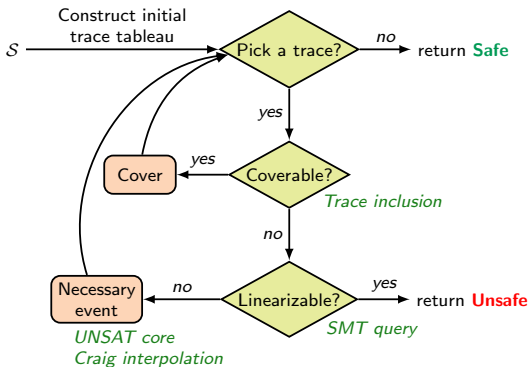 Construct initial
trace tableau
S
Pick a trace?
no
return Safe
yes
Cover
yes
Coverable?
Trace inclusion
no
Necessary
event
no
Linearizable?
yes
return Unsafe
UNSAT core
Craig interpolation
SMT query